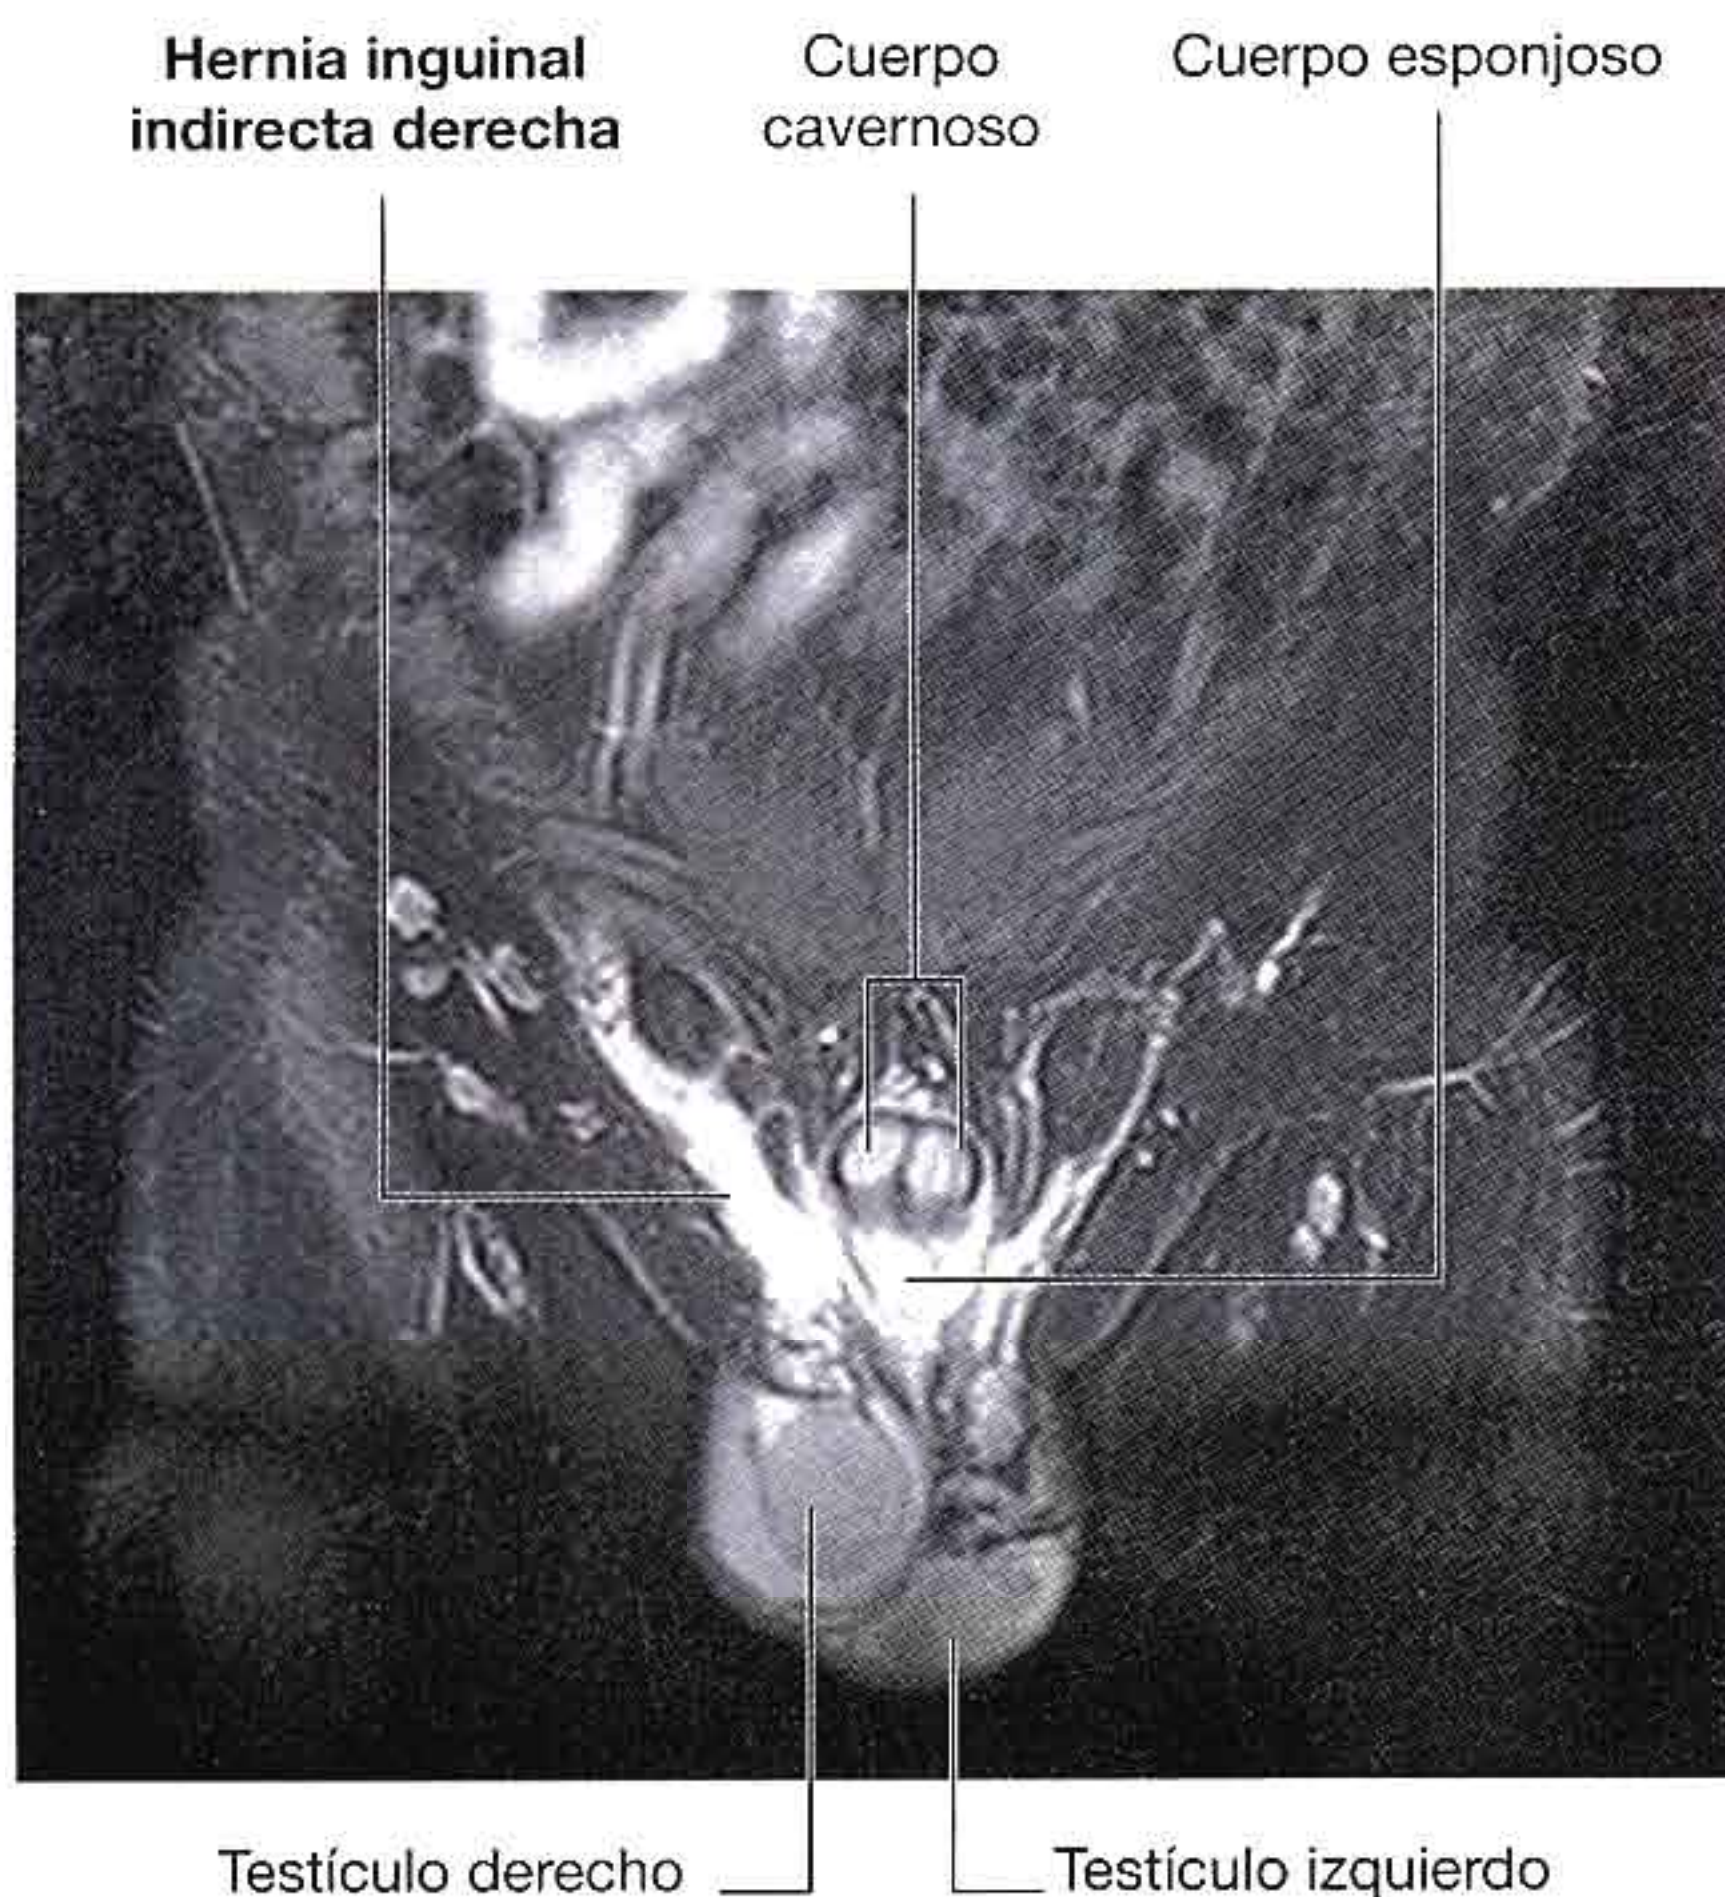 Hernia inguinal
indirecta derecha
Cuerpo
cavernoso
Cuerpo esponjoso
Testículo derecho
Testículo izquierdo